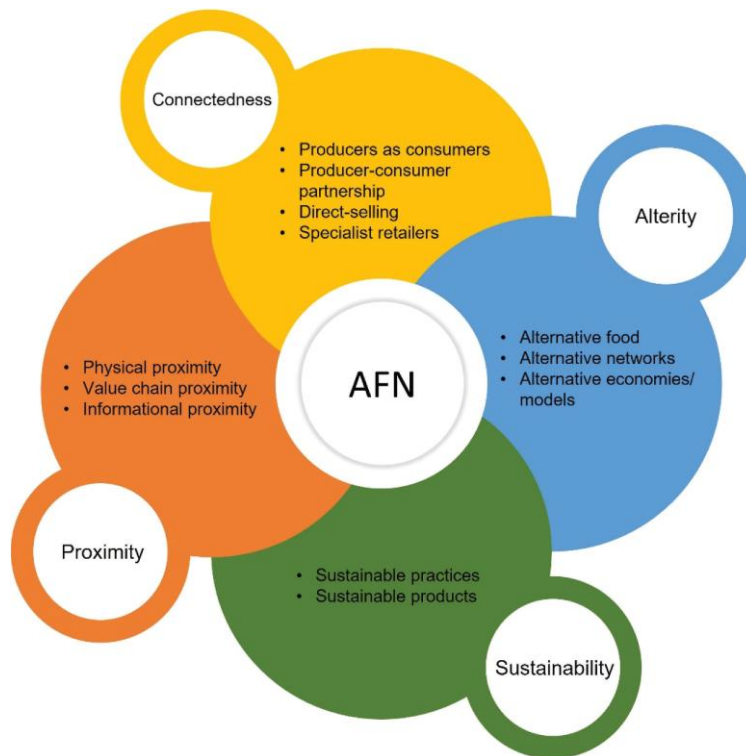 Connectedness
• Producers as consumers
• Producer-consumer
partnership
• Direct-selling
• Specialist retailers
Alterity
• Alternative food
• Alternative networks
• Alternative economies/
models
AFN
• Physical proximity
• Value chain proximity
• Informational proximity
Proximity
• Sustainable practices
• Sustainable products
Sustainability